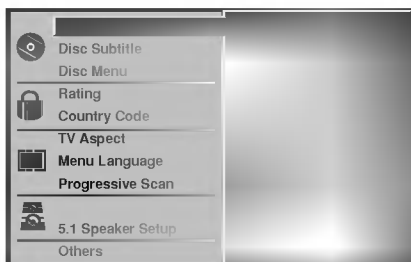 Disc Subtitle
Disc Menu
Rating
Country Code
TV Aspect
Menu Language
Progressive Scan
5.1 Speaker Setup
Others